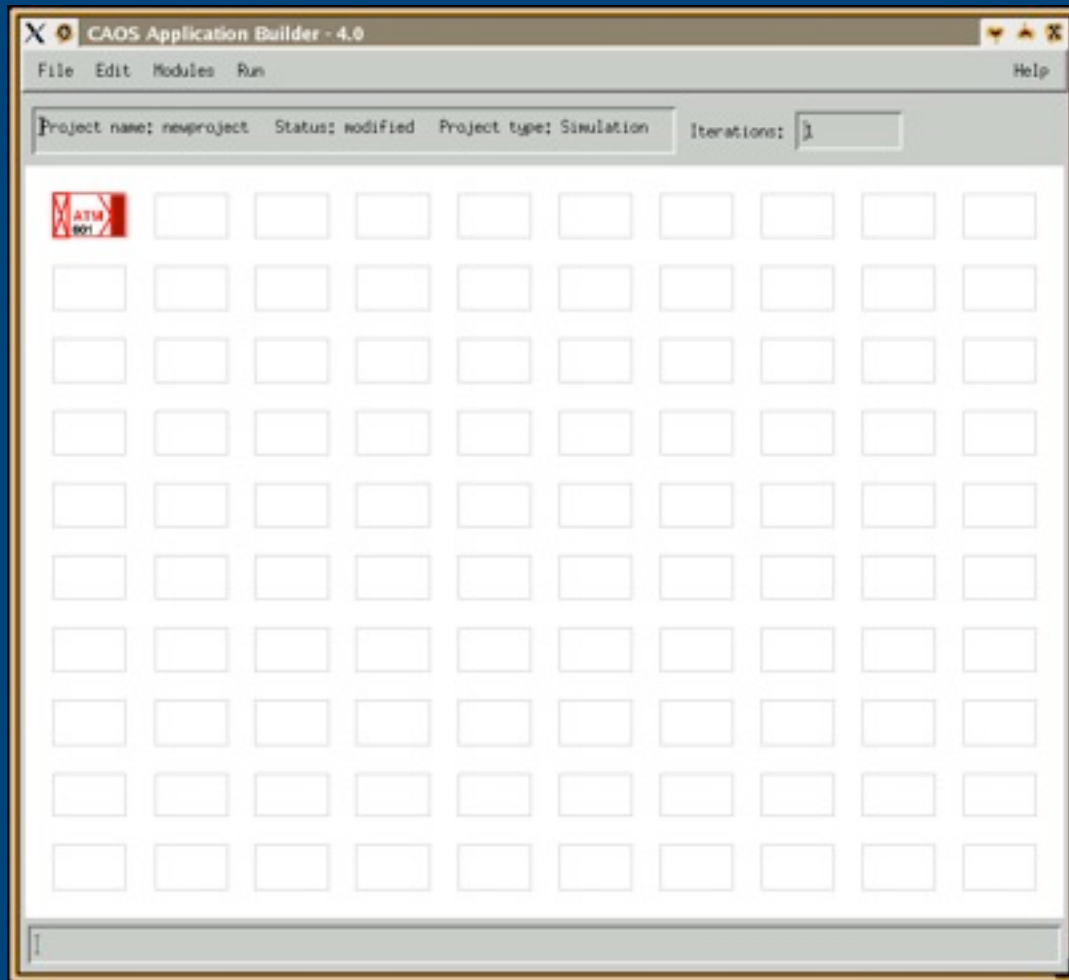 CAOS Application Builder - 4.0
File Edit Modules Run Help
Project name: newproject Status: modified Project type: Simulation Iterations: 1
ATM
001